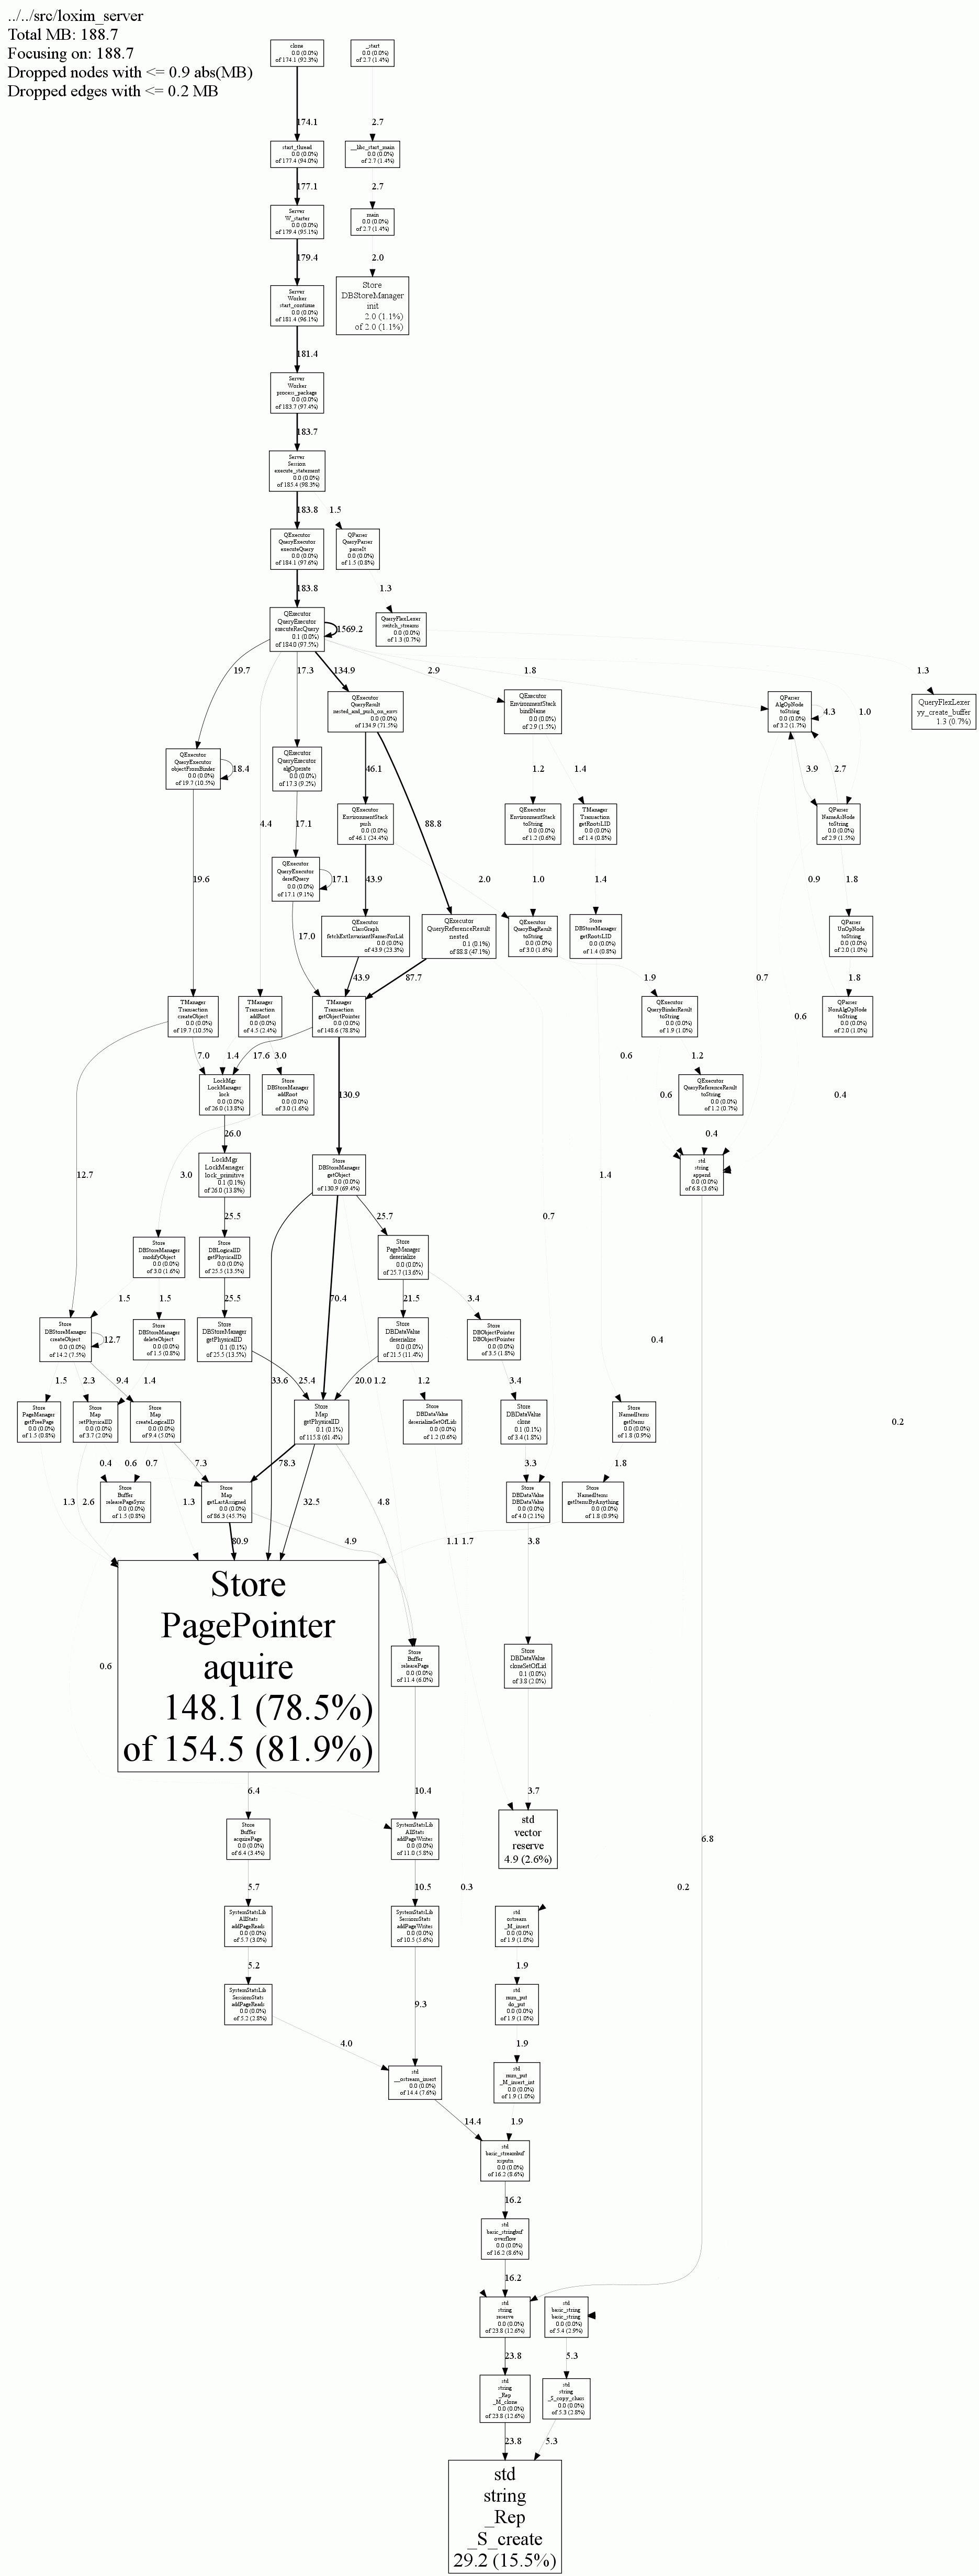 ../../src/loxim_server
Total MB: 188.7
Focusing on: 188.7
Dropped nodes with <= 0.9 abs(MB)
Dropped edges with <= 0.2 MB
clone
0.0 (0.0%)
of 174.1 (92.3%)
_start
0.0 (0.0%)
of 2.7 (1.4%)
174.1
2.7
start_thread
0.0 (0.0%)
of 177.4 (94.0%)
__libc_start_main
0.0 (0.0%)
of 2.7 (1.4%)
177.1
2.7
Server
W_starter
0.0 (0.0%)
of 179.4 (95.1%)
main
0.0 (0.0%)
of 2.7 (1.4%)
179.4
2.0
Server
Worker
start_continue
0.0 (0.0%)
of 181.4 (96.1%)
Store
DBStoreManager
init
2.0 (1.1%)
of 2.0 (1.1%)
181.4
Server
Worker
process_package
0.0 (0.0%)
of 183.7 (97.4%)
183.7
Server
Session
execute_statement
0.0 (0.0%)
of 185.4 (98.3%)
183.8
1.5
QExecutor
QueryExecutor
executeQuery
0.0 (0.0%)
of 184.1 (97.6%)
QParser
QueryParser
parseIt
0.0 (0.0%)
of 1.5 (0.8%)
183.8
1.3
QExecutor
QueryExecutor
executeRecQuery
0.1 (0.0%)
of 184.0 (97.5%)
1569.2
QueryFlexLexer
switch_streams
0.0 (0.0%)
of 1.3 (0.7%)
19.7
17.3
134.9
2.9
1.8
1.3
QExecutor
QueryResult
nested_and_push_on_envs
0.0 (0.0%)
of 134.9 (71.5%)
QExecutor
EnvironmentStack
bindName
0.0 (0.0%)
of 2.9 (1.5%)
QParser
AlgOpNode
toString
0.0 (0.0%)
of 3.2 (1.7%)
4.3
1.0
QueryFlexLexer
yy_create_buffer
1.3 (0.7%)
QExecutor
QueryExecutor
objectFromBinder
0.0 (0.0%)
of 19.7 (10.5%)
18.4
QExecutor
QueryExecutor
algOperate
0.0 (0.0%)
of 17.3 (9.2%)
46.1
1.2
1.4
3.9
2.7
4.4
17.1
QExecutor
EnvironmentStack
push
0.0 (0.0%)
of 46.1 (24.4%)
88.8
QExecutor
EnvironmentStack
toString
0.0 (0.0%)
of 1.2 (0.6%)
TManager
Transaction
getRootsLID
0.0 (0.0%)
of 1.4 (0.8%)
QParser
NameAsNode
toString
0.0 (0.0%)
of 2.9 (1.5%)
19.6
QExecutor
QueryExecutor
derefQuery
0.0 (0.0%)
of 17.1 (9.1%)
17.1
43.9
2.0
1.0
1.4
0.9
1.8
17.0
QExecutor
ClassGraph
fetchExtInvariantNamesForLid
0.0 (0.0%)
of 43.9 (23.3%)
QExecutor
QueryReferenceResult
nested
0.1 (0.1%)
of 88.8 (47.1%)
QExecutor
QueryBagResult
toString
0.0 (0.0%)
of 3.0 (1.6%)
Store
DBStoreManager
getRootsLID
0.0 (0.0%)
of 1.4 (0.8%)
QParser
UnOpNode
toString
0.0 (0.0%)
of 2.0 (1.0%)
43.9
87.7
1.9
0.7
1.8
TManager
Transaction
createObject
0.0 (0.0%)
of 19.7 (10.5%)
TManager
Transaction
addRoot
0.0 (0.0%)
of 4.5 (2.4%)
TManager
Transaction
getObjectPointer
0.0 (0.0%)
of 148.6 (78.8%)
QExecutor
QueryBinderResult
toString
0.0 (0.0%)
of 1.9 (1.0%)
0.6
QParser
NonAlgOpNode
toString
0.0 (0.0%)
of 2.0 (1.0%)
7.0
1.4
17.6
3.0
0.6
1.2
LockMgr
LockManager
lock
0.0 (0.0%)
of 26.0 (13.8%)
Store
DBStoreManager
addRoot
0.0 (0.0%)
of 3.0 (1.6%)
130.9
0.6
QExecutor
QueryReferenceResult
toString
0.0 (0.0%)
of 1.2 (0.7%)
0.4
26.0
0.4
12.7
3.0
LockMgr
LockManager
lock_primitive
0.1 (0.1%)
of 26.0 (13.8%)
Store
DBStoreManager
getObject
0.0 (0.0%)
of 130.9 (69.4%)
1.4
std
string
append
0.0 (0.0%)
of 6.8 (3.6%)
25.5
25.7
0.7
Store
DBStoreManager
modifyObject
0.0 (0.0%)
of 3.0 (1.6%)
Store
DBLogicalID
getPhysicalID
0.0 (0.0%)
of 25.5 (13.5%)
Store
PageManager
deserialize
0.0 (0.0%)
of 25.7 (13.6%)
1.5
1.5
25.5
70.4
21.5
3.4
Store
DBStoreManager
createObject
0.0 (0.0%)
of 14.2 (7.5%)
12.7
Store
DBStoreManager
deleteObject
0.0 (0.0%)
of 1.5 (0.8%)
Store
DBStoreManager
getPhysicalID
0.1 (0.1%)
of 25.5 (13.5%)
Store
DBDataValue
deserialize
0.0 (0.0%)
of 21.5 (11.4%)
Store
DBObjectPointer
DBObjectPointer
0.0 (0.0%)
of 3.5 (1.8%)
0.4
1.5
2.3
9.4
1.4
33.6
25.4
20.0
1.2
1.2
3.4
Store
PageManager
getFreePage
0.0 (0.0%)
of 1.5 (0.8%)
Store
Map
setPhysicalID
0.0 (0.0%)
of 3.7 (2.0%)
Store
Map
createLogicalID
0.0 (0.0%)
of 9.4 (5.0%)
Store
Map
getPhysicalID
0.1 (0.1%)
of 115.8 (61.4%)
Store
DBDataValue
deserializeSetOfLids
0.0 (0.0%)
of 1.2 (0.6%)
Store
DBDataValue
clone
0.1 (0.1%)
of 3.4 (1.8%)
Store
NamedItems
getItems
0.0 (0.0%)
of 1.8 (0.9%)
0.2
0.4
0.6
0.7
7.3
78.3
3.3
1.8
1.3
2.6
Store
Buffer
releasePageSync
0.0 (0.0%)
of 1.5 (0.8%)
1.3
Store
Map
getLastAssigned
0.0 (0.0%)
of 86.3 (45.7%)
32.5
4.8
Store
DBDataValue
DBDataValue
0.0 (0.0%)
of 4.0 (2.1%)
Store
NamedItems
getItemsByAnything
0.0 (0.0%)
of 1.8 (0.9%)
80.9
4.9
1.1
1.7
3.8
Store
PagePointer
aquire
148.1 (78.5%)
of 154.5 (81.9%)
0.6
Store
Buffer
releasePage
0.0 (0.0%)
of 11.4 (6.0%)
Store
DBDataValue
cloneSetOfLid
0.1 (0.0%)
of 3.8 (2.0%)
6.4
10.4
3.7
Store
Buffer
acquirePage
0.0 (0.0%)
of 6.4 (3.4%)
SystemStatsLib
AllStats
addPageWrites
0.0 (0.0%)
of 11.0 (5.8%)
std
vector
reserve
4.9 (2.6%)
6.8
5.7
10.5
0.3
0.2
SystemStatsLib
AllStats
addPageReads
0.0 (0.0%)
of 5.7 (3.0%)
SystemStatsLib
SessionStats
addPageWrites
0.0 (0.0%)
of 10.5 (5.6%)
std
ostream
_M_insert
0.0 (0.0%)
of 1.9 (1.0%)
5.2
1.9
SystemStatsLib
SessionStats
addPageReads
0.0 (0.0%)
of 5.2 (2.8%)
9.3
std
num_put
do_put
0.0 (0.0%)
of 1.9 (1.0%)
4.0
1.9
std
__ostream_insert
0.0 (0.0%)
of 14.4 (7.6%)
std
num_put
_M_insert_int
0.0 (0.0%)
of 1.9 (1.0%)
14.4
1.9
std
basic_streambuf
xsputn
0.0 (0.0%)
of 16.2 (8.6%)
16.2
std
basic_stringbuf
overflow
0.0 (0.0%)
of 16.2 (8.6%)
16.2
std
string
reserve
0.0 (0.0%)
of 23.8 (12.6%)
std
basic_string
basic_string
0.0 (0.0%)
of 5.4 (2.9%)
23.8
5.3
std
string
_Rep
_M_clone
0.0 (0.0%)
of 23.8 (12.6%)
std
string
_S_copy_chars
0.0 (0.0%)
of 5.3 (2.8%)
23.8
5.3
std
string
_Rep
_S_create
29.2 (15.5%)